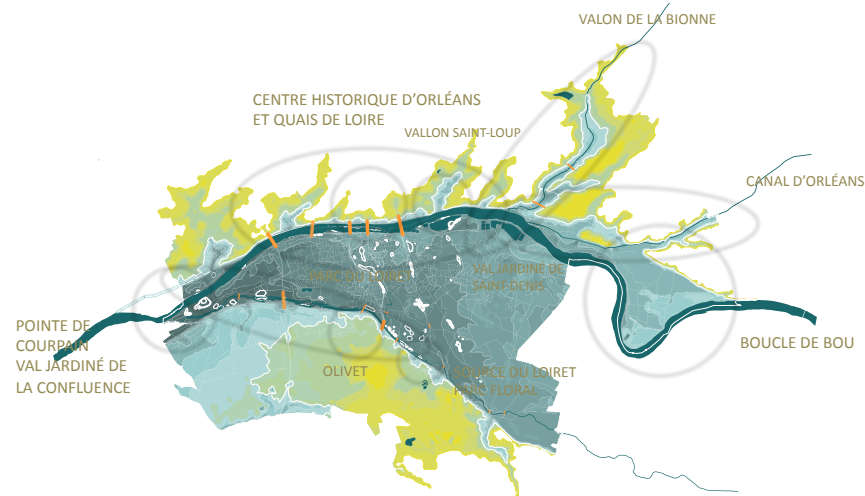 VALON DE LA BIONNE
CENTRE HISTORIQUE D'ORLÉANS
ET QUAIS DE LOIRE
VALLON SAINT-LOUP
CANAL D'ORLÉANS
VAL JARDINÉ DE
SAINT-DENIS
POINTE DE
COURPAIN
VAL JARDINÉ DE
LA CONFLUENCE
BOUCLE DE BOU
OLIVET
SOURCE DU LOIRET
PARC FLORAL